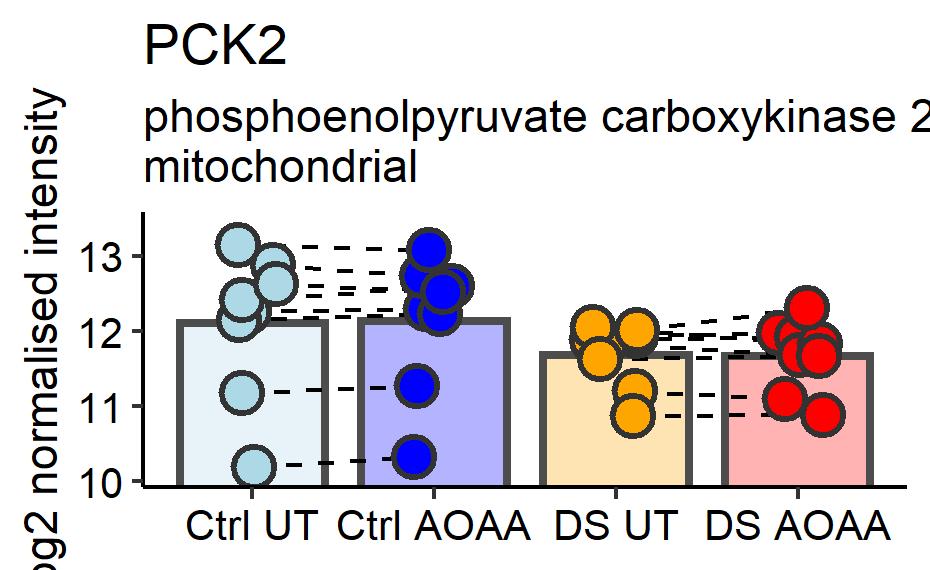 PCK2
phosphoenolpyruvate carboxykinase 2
mitochondrial
normalised intensity
13
12
11
10
Ctrl UT
Ctrl AOAA
DS UT
DS AOAA